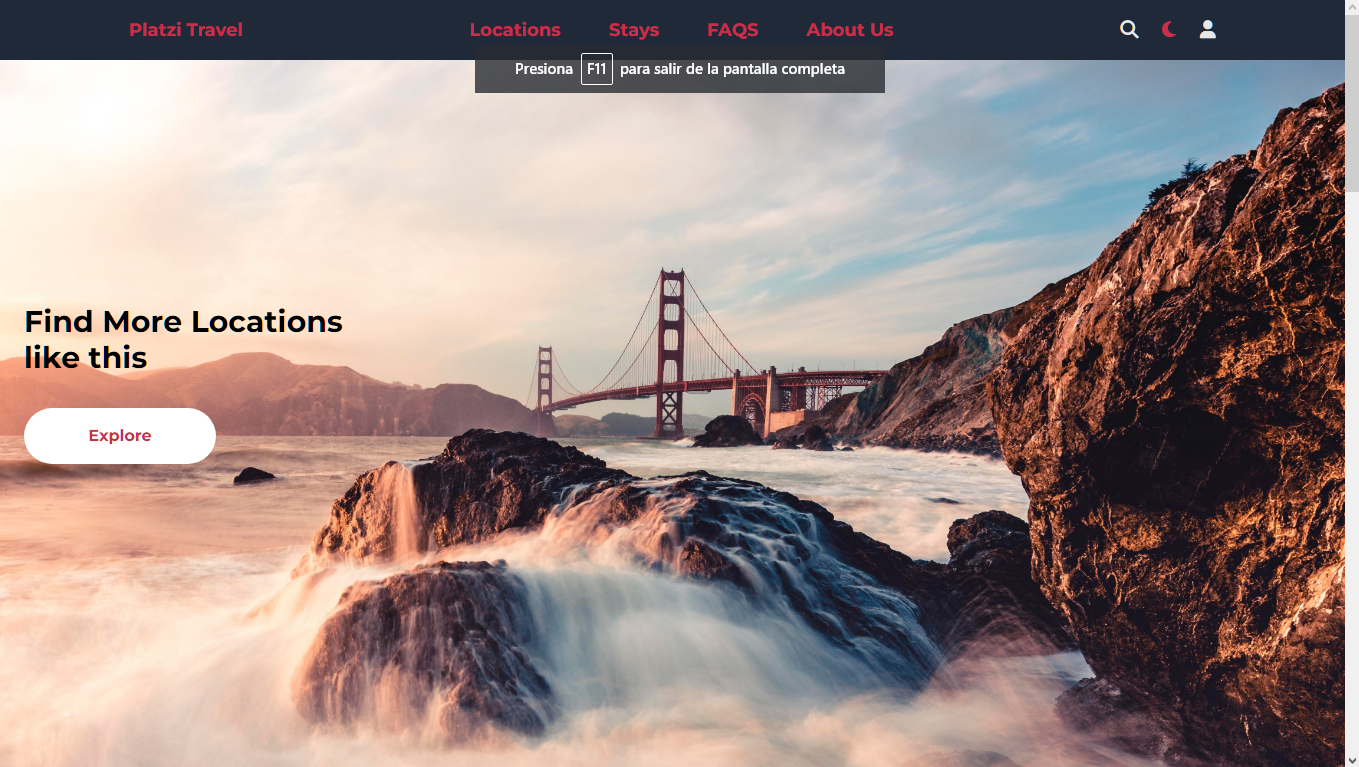 Platzi Travel
Locations Stays FAQS About Us
Presiona F11 para salir de la pantalla completa
Find More Locations
like this
Explore